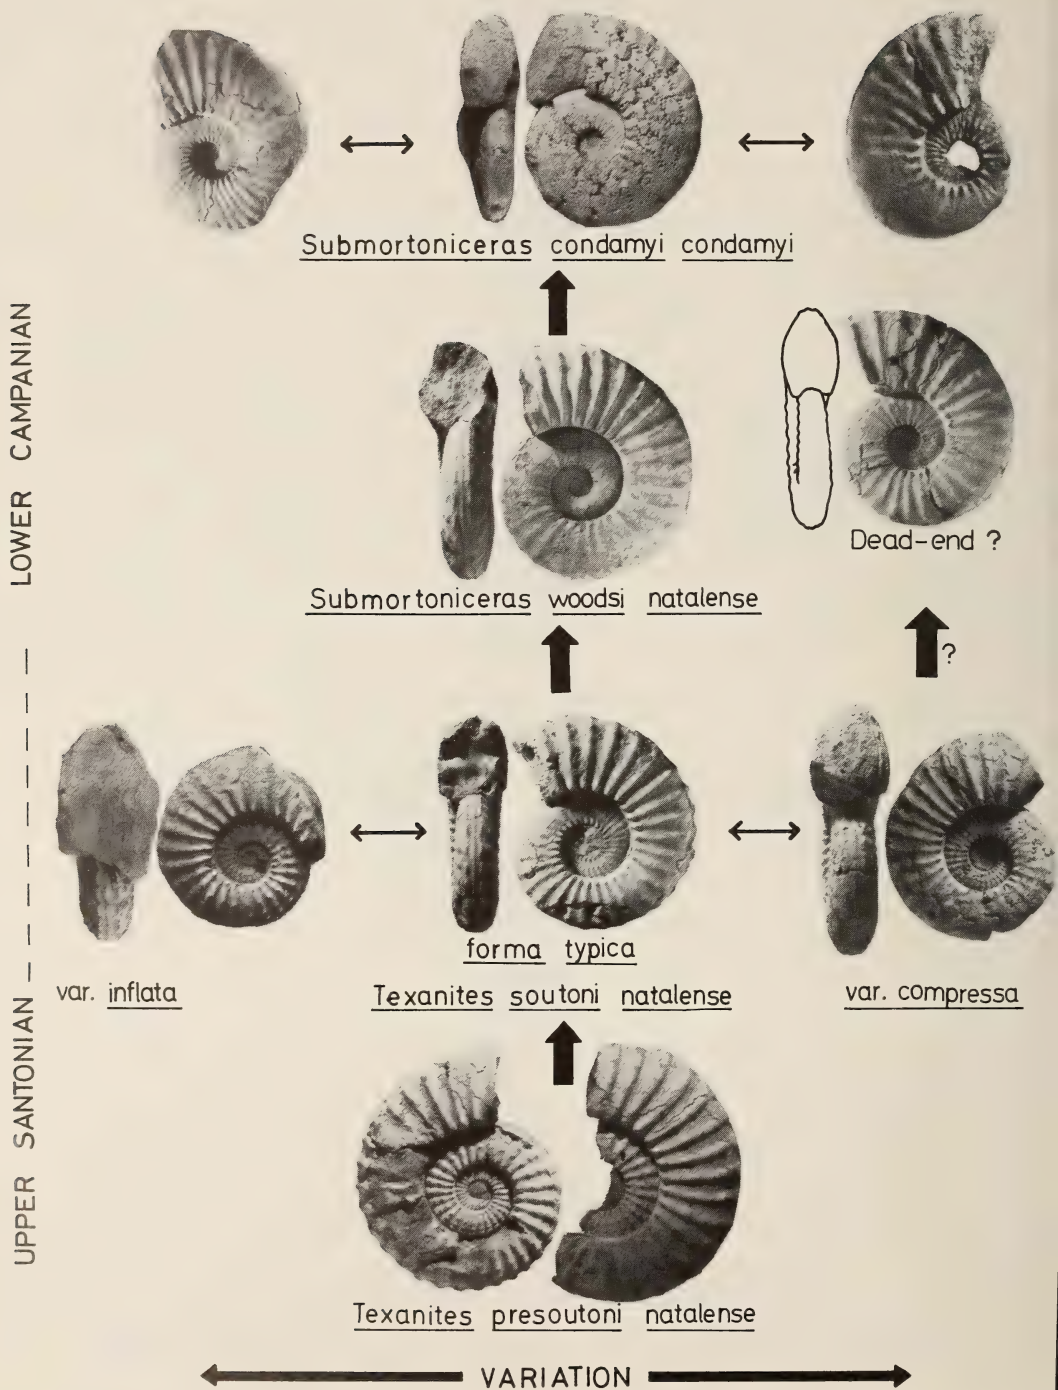 Submortoniceras condamyi condamyi
LOWER CAMPANIAN
Dead-end ?
Submortoniceras woodsi natalense
?
forma typica
var. inflata
Texanites soutoni natalense
var. compressa
UPPER SANTONIAN
Texanites presoutoni natalense
VARIATION